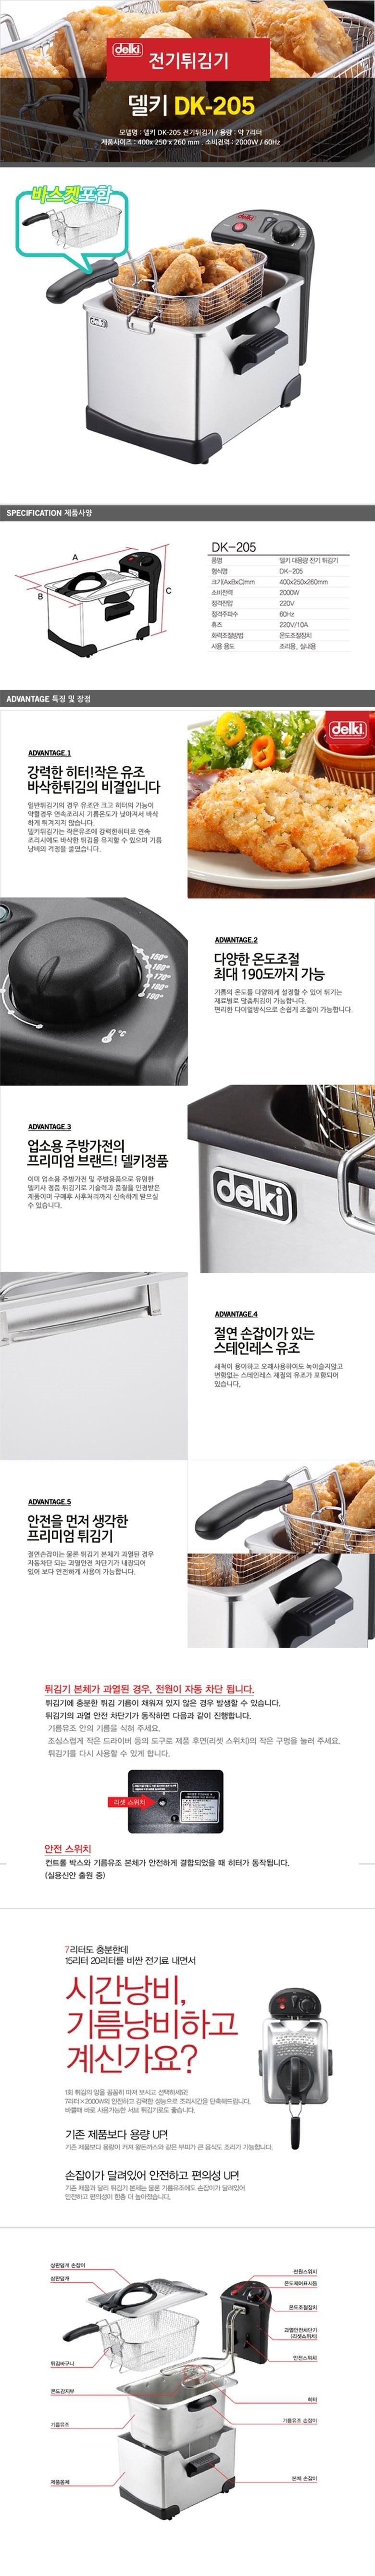 delki
전기튀김기
델키 DK-205
모델명 : 델키 DK-205 전기튀김기 / 용량 : 약 7리터
제품사이즈 : 400x 250 x 260 mm . 소비전력 : 2000W / 60Hz
바스켓포함
delki
delki
SPECIFICATION 제품사양
A
B
C
DK-205
품명 델키 대용량 전기 튀김기
형식명 DK-205
크기(AxBxC)mm 400x250x260mm
소비전력 2000W
정격전압 220V
정격주파수 60Hz
퓨즈 220V/10A
화력조절방법 온도조절장치
사용 용도 조리용, 실내용
ADVANTAGE 특징 및 장점
delki
ADVANTAGE.1
강력한 히터!작은 유조
바삭한튀김의 비결입니다
일반튀김기의 경우 유조만 크고 히터의 기능이
약할경우 연속조리시 기름온도가 낮아져서 바삭
하게 튀겨지지 않습니다.
델키튀김기는 작은유조에 강력한히터로 연속
조리시에도 바삭한 튀김을 유지할 수 있으며 기름
낭비의 걱정을 줄였습니다.
ADVANTAGE.2
다양한 온도조절
최대 190도까지 가능
기름의 온도를 다양하게 설정할 수 있어 튀기는
재료별로 맞춤튀김이 가능합니다.
편리한 다이얼방식으로 손쉽게 조절이 가능합니다.
150°
160°
170°
180°
190°
°C
ADVANTAGE.3
업소용 주방가전의
프리미엄 브랜드! 델키정품
이미 업소용 주방가전 및 주방용품으로 유명한
델키사 정품 튀김기로 기술력과 품질을 인정받은
제품이며 구매후 사후처리까지 신속하게 받으실
수 있습니다.
delki
ADVANTAGE.4
절연 손잡이가 있는
스테인레스 유조
세척이 용이하고 오래사용하여도 녹이슬지않고
변함없는 스테인레스 재질의 유조가 포함되어
있습니다.
ADVANTAGE.5
안전을 먼저 생각한
프리미엄 튀김기
절연손잡이는 물론 튀김기 본체가 과열된 경우
자동차단 되는 과열안전 차단기가 내장되어
있어 보다 안전하게 사용이 가능합니다.
튀김기 본체가 과열된 경우, 전원이 자동 차단 됩니다.
튀김기에 충분한 튀김 기름이 채워져 있지 않은 경우 발생할 수 있습니다.
튀김기의 과열 안전 차단기가 동작하면 다음과 같이 진행합니다.
기름유조 안의 기름을 식혀 주세요.
조심스럽게 작은 드라이버 등의 도구로 제품 후면(리셋 스위치)의 작은 구멍을 눌러 주세요.
튀김기를 다시 사용할 수 있게 합니다.
리셋 스위치
안전 스위치
컨트롤 박스와 기름유조 본체가 안전하게 결합되었을 때 히터가 동작됩니다.
(실용신안 출원 중)
7리터도 충분한데
15리터 20리터를 비싼 전기료 내면서
시간낭비,
기름낭비하고
계신가요?
1회 튀김의 양을 꼼꼼히 따져 보시고 선택하세요!
7리터×2000W의 안전하고 강력한 성능으로 조리시간을 단축해드립니다.
바쁠때 바로 사용가능한 서브 튀김기로도 좋습니다.
기존 제품보다 용량 UP!
기존 제품보다 용량이 커져 왕돈까스와 같은 부피가 큰 음식도 조리가 가능합니다.
손잡이가 달려있어 안전하고 편의성 UP!
기존 제품과 달리 튀김기 본체는 물론 기름유조에도 손잡이가 달려있어
안전하고 편의성이 한층 더 높아졌습니다.
상판덮개 손잡이
상판덮개
튀김바구니
온도감지부
기름유조
제품몸체
전원스위치
온도제어표시등
온도조절장치
과열안전차단기
(리셋스위치)
안전스위치
히터
기름유조 손잡이
본체 손잡이